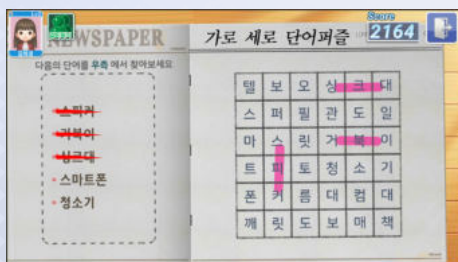 NEWSPAPER
가로 세로 단어퍼즐
Score
2164
다음의 단어를 우측 에서 찾아보세요
스피커
거북이
싱크대
스마트폰
청소기
텔 보 오 싱 크 대
스 퍼 필 관 도 일
마 스 릿 거 북 이
트 피 토 청 소 기
폰 커 름 대 컴 대
깨 릿 도 보 매 책